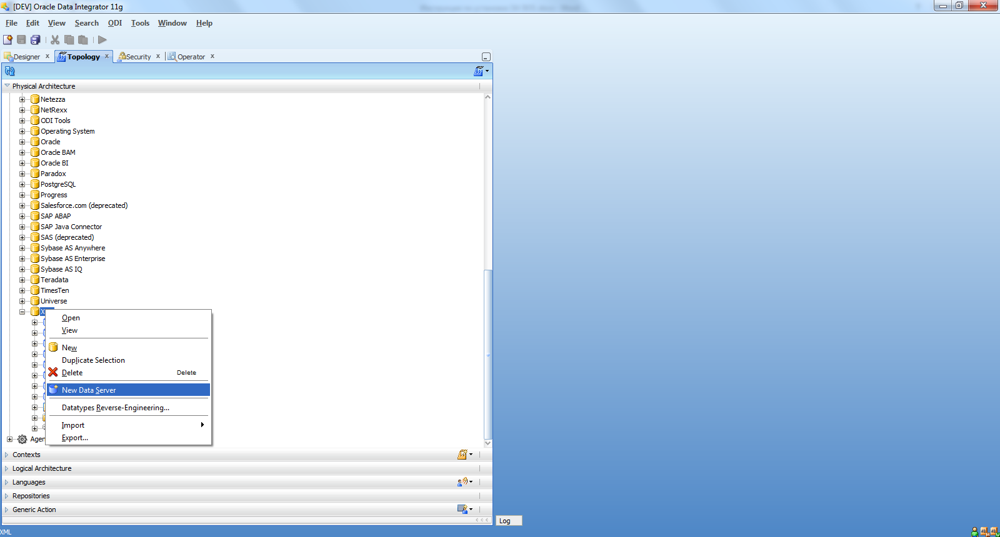 [DEV] Oracle Data Integrator 11g
File Edit View Search ODI Tools Window Help
Designer x Topology x Security x Operator x
Physical Architecture
Netezza
NetRexx
ODI Tools
Operating System
Oracle
Oracle BAM
Oracle BI
Paradox
PostgreSQL
Progress
Salesforce.com (deprecated)
SAP ABAP
SAP Java Connector
SAS (deprecated)
Sybase AS Anywhere
Sybase AS Enterprise
Sybase AS IQ
Teradata
TimesTen
Universe
Open
View
New
Duplicate Selection
Delete Delete
New Data Server
Datatypes Reverse-Engineering...
Import
Export...
Agen
Contexts
Logical Architecture
Languages
Repositories
Generic Action
Log
XML